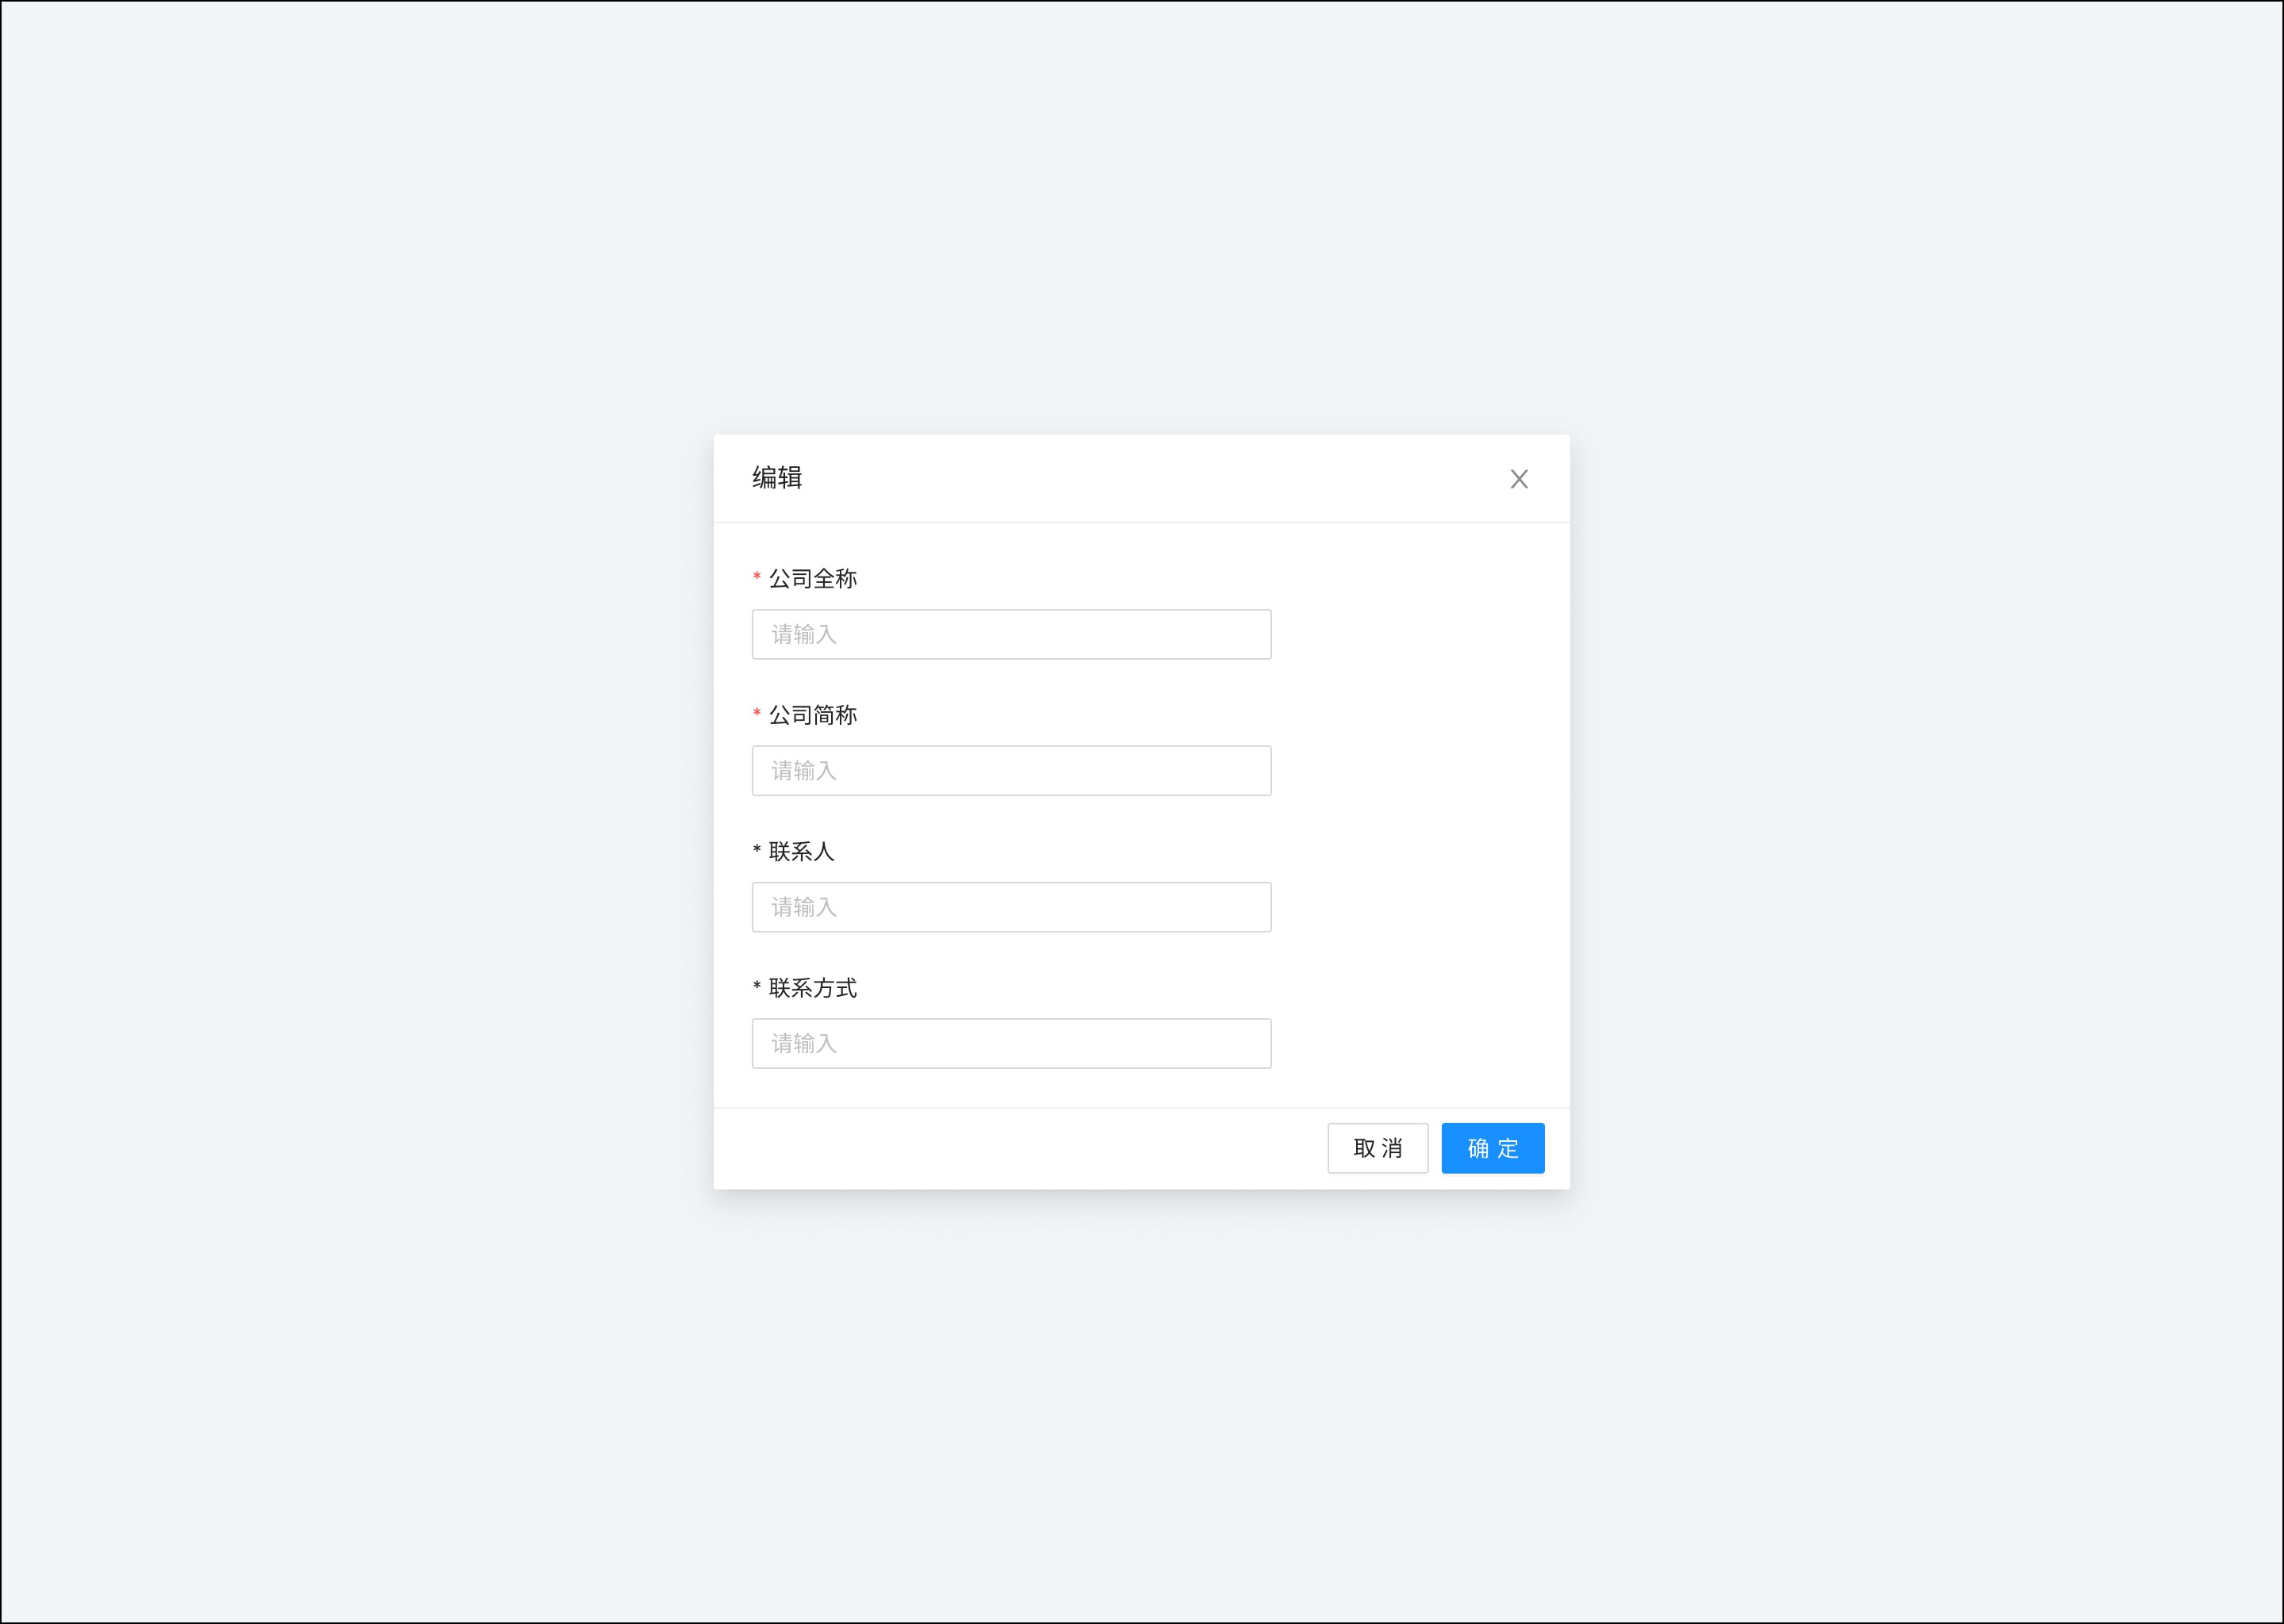 编辑
* 公司全称
请输入
* 公司简称
请输入
* 联系人
请输入
* 联系方式
请输入
取 消 确 定